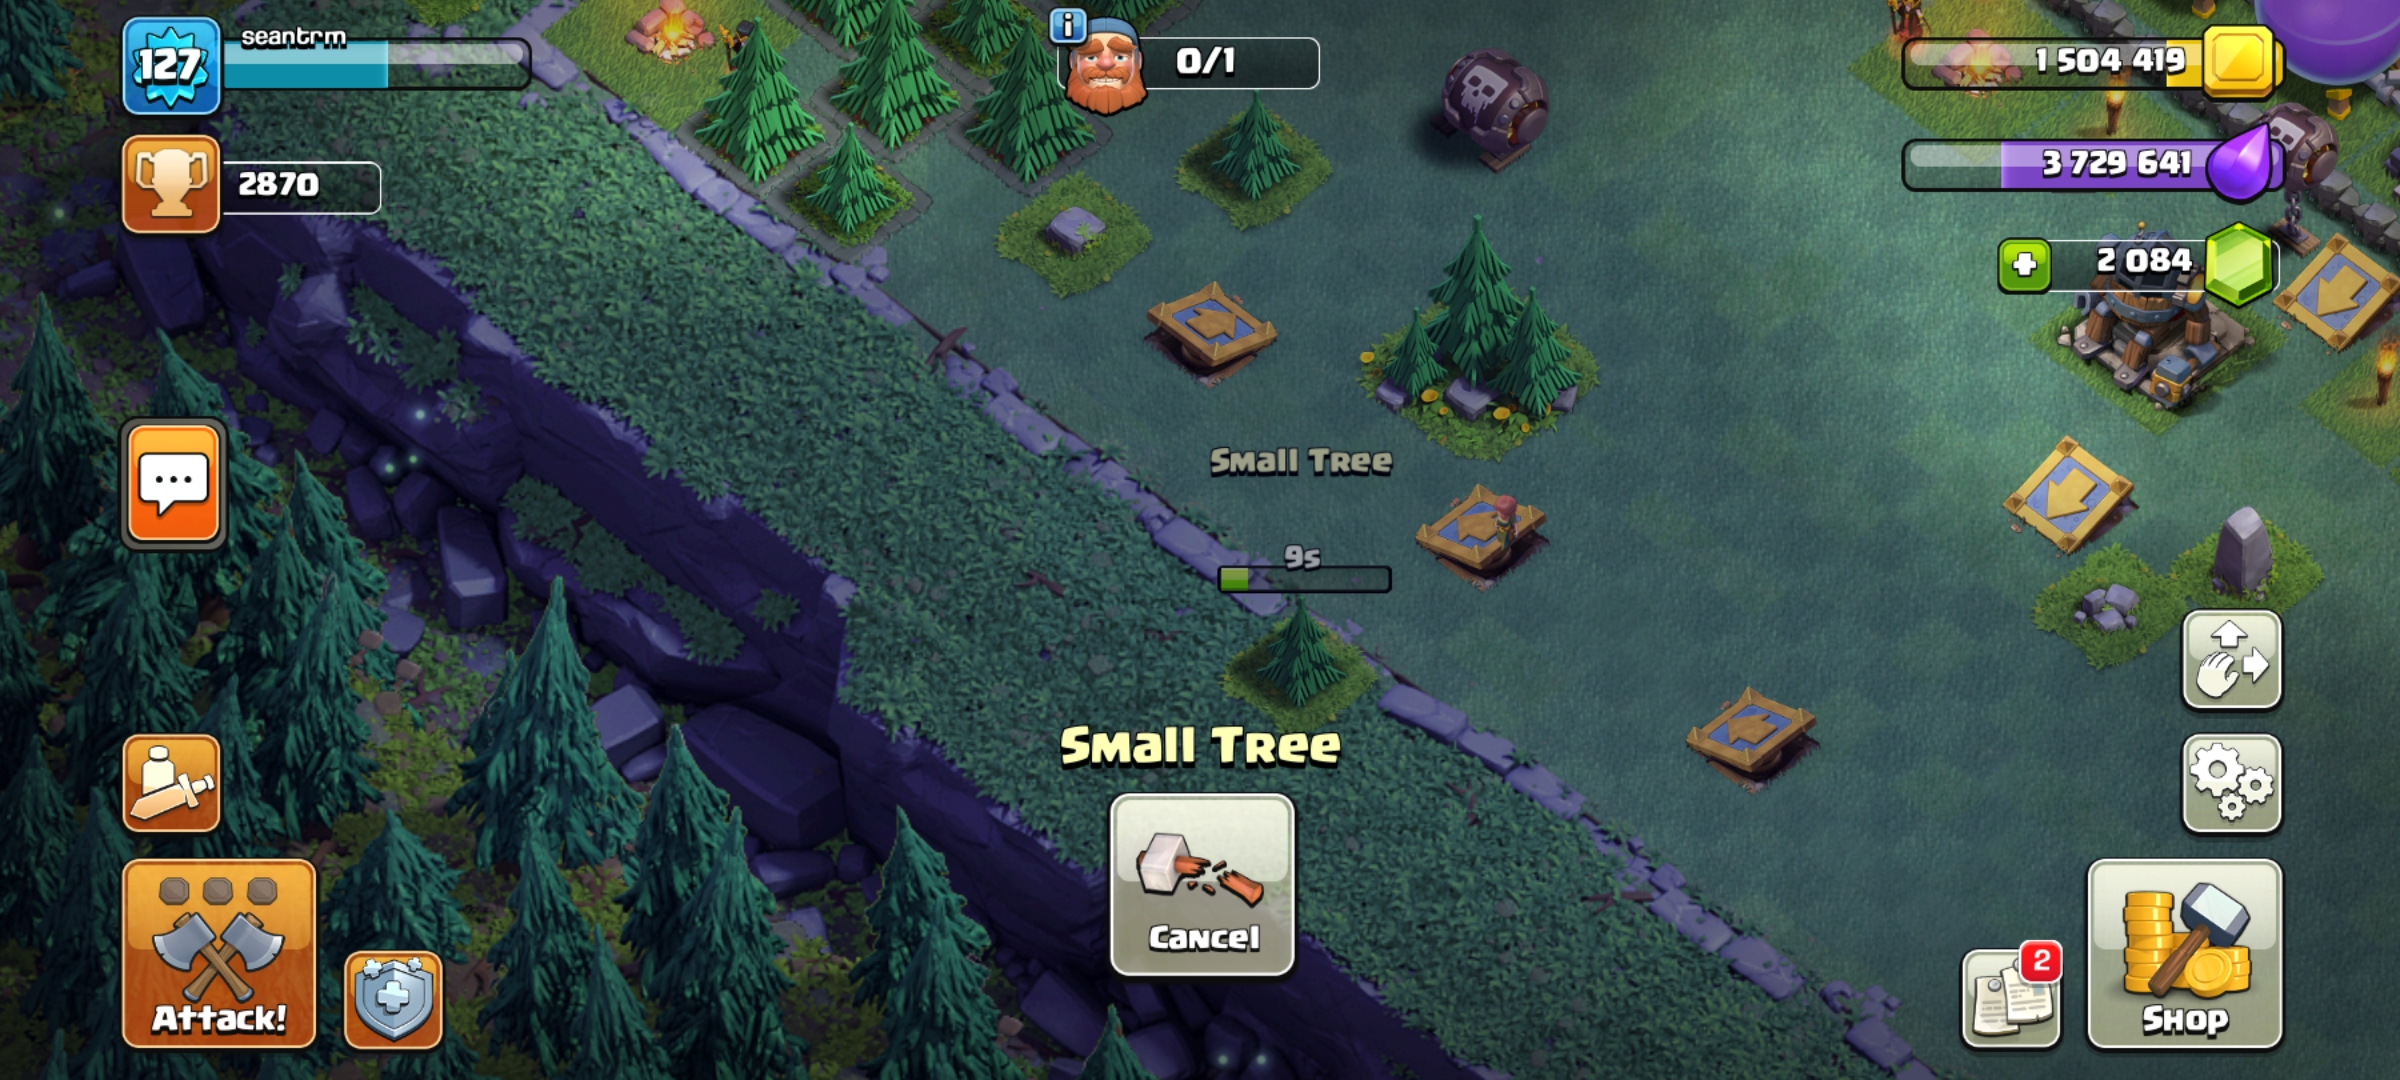 127
seantrm
0/1
1 504 419
2870
3 729 641
2 084
Small Tree
9s
Small Tree
Cancel
Attack!
2
Shop